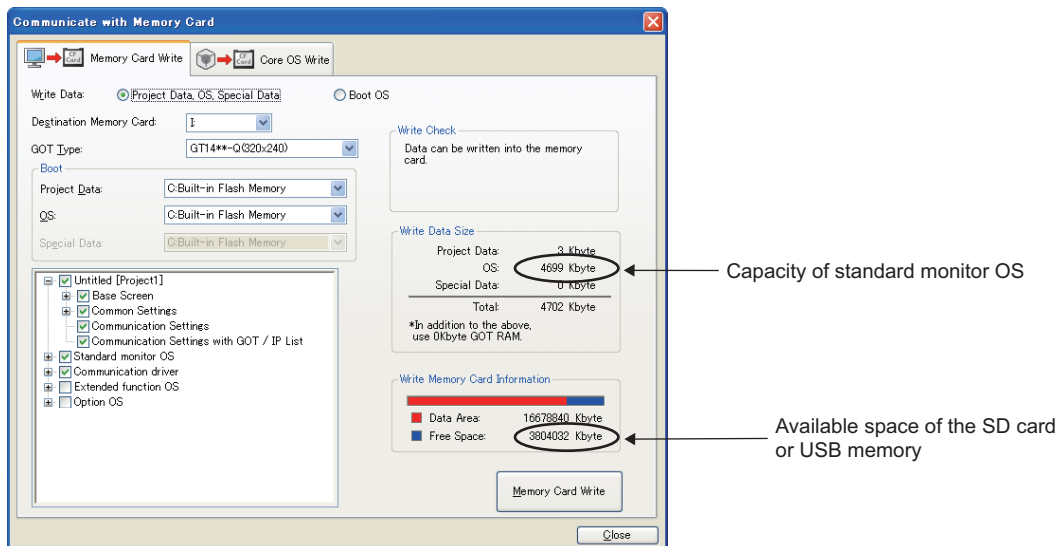 Communicate with Memory Card
CF Card Memory Card Write
CF Card Core OS Write
Write Data:
Project Data, OS, Special Data
Boot OS
Destination Memory Card:
I:
GOT Type:
GT14**-Q(320x240)
Boot
Project Data:
C:Built-in Flash Memory
OS:
C:Built-in Flash Memory
Special Data:
C:Built-in Flash Memory
Untitled [Project1]
Base Screen
Common Settings
Communication Settings
Communication Settings with GOT / IP List
Standard monitor OS
Communication driver
Extended function OS
Option OS
Write Check
Data can be written into the memory
card.
Write Data Size
Project Data: 3 Kbyte
OS: 4699 Kbyte
Special Data: 0 Kbyte
Total: 4702 Kbyte
*In addition to the above,
use 0Kbyte GOT RAM.
Write Memory Card Information
Data Area: 16678840 Kbyte
Free Space: 3804032 Kbyte
Memory Card Write
Close
Capacity of standard monitor OS
Available space of the SD card
or USB memory